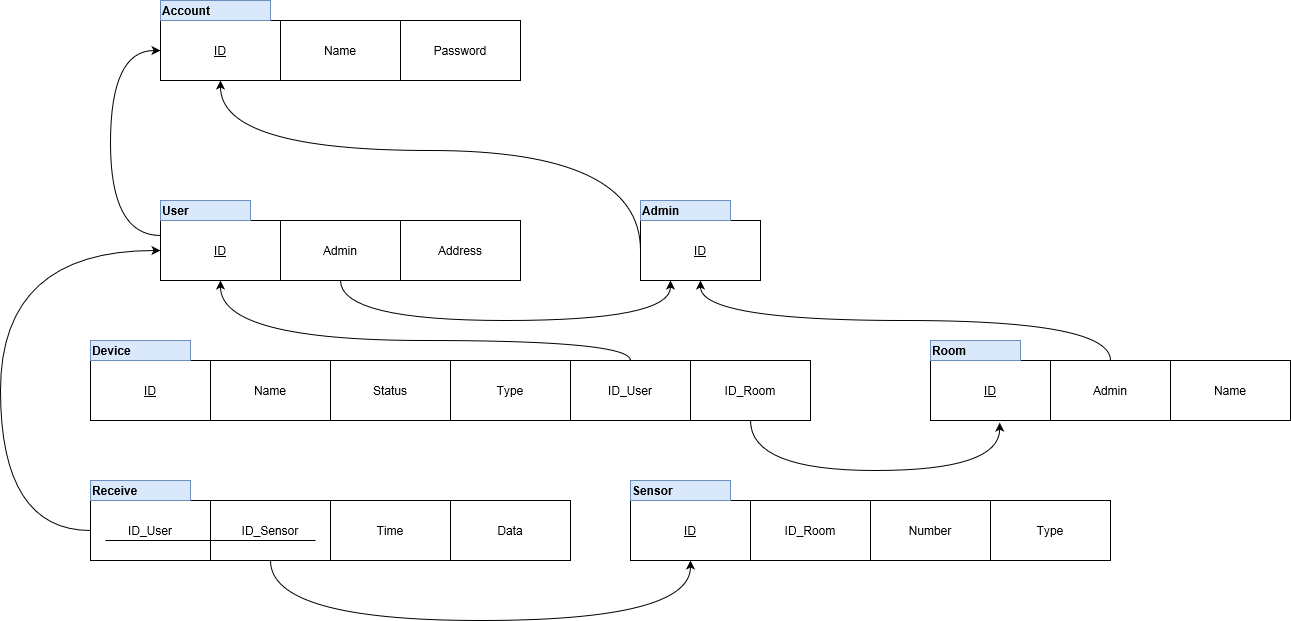 Account
ID Name Password
User
ID Admin Address
Admin
ID
Device
ID Name Status Type ID_User ID_Room
Room
ID Admin Name
Receive
ID_User ID_Sensor Time Data
Sensor
ID ID_Room Number Type